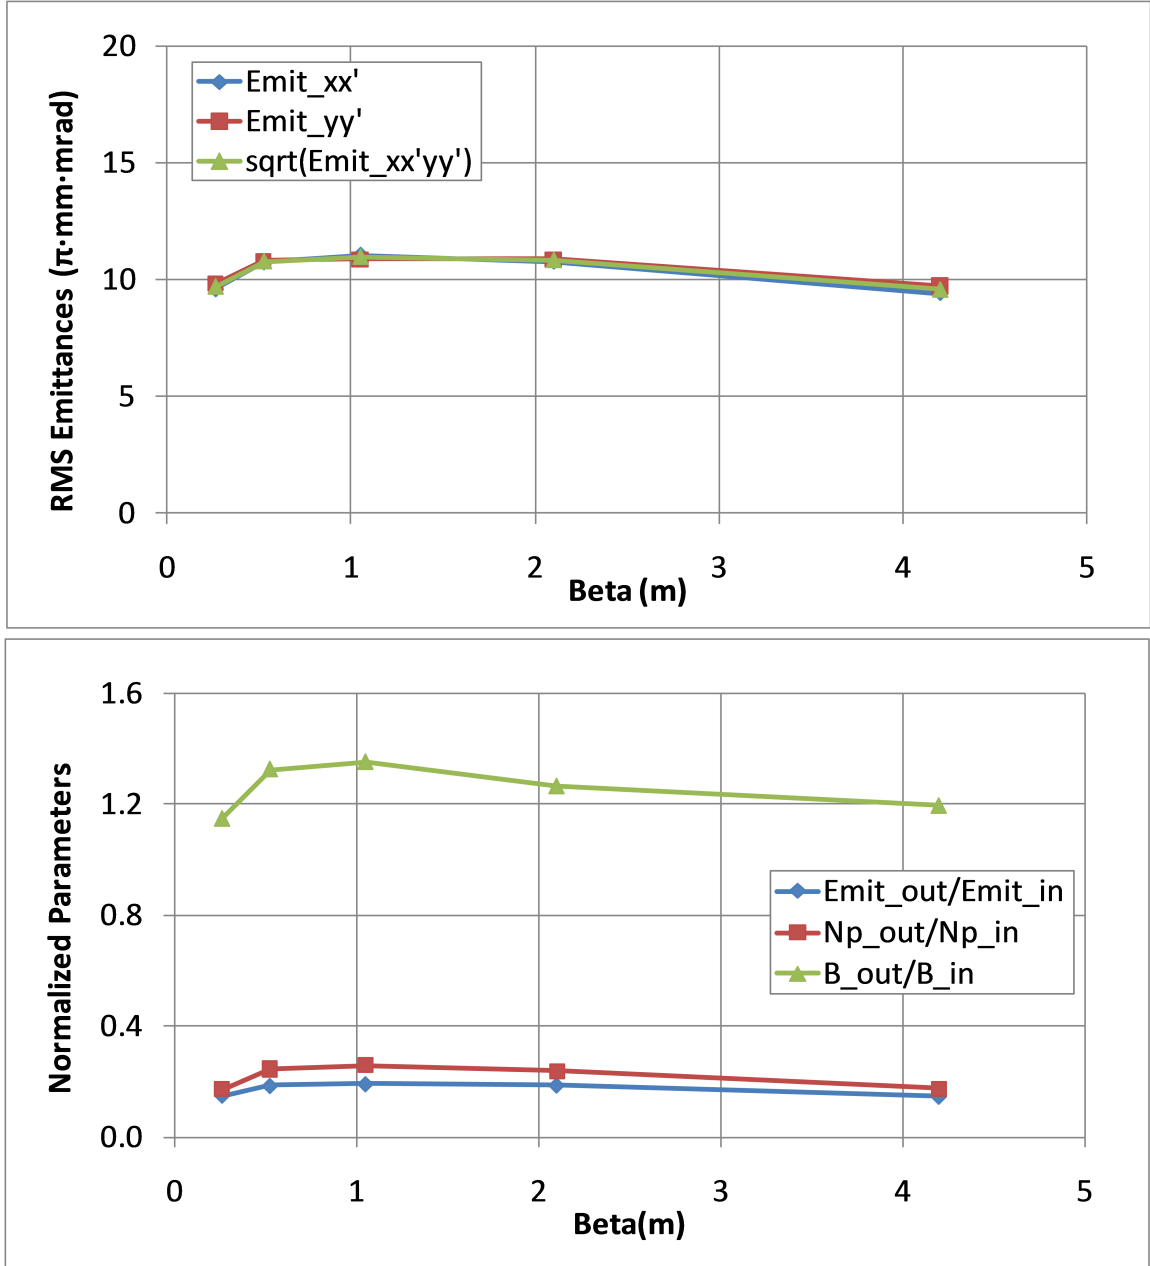 RMS Emittances (π·mm·mrad)
20
15
10
5
0
Emit_xx'
Emit_yy'
sqrt(Emit_xx'yy')
0 1 2 3 4 5
Beta (m)
Normalized Parameters
1.6
1.2
0.8
0.4
0.0
Emit_out/Emit_in
Np_out/Np_in
B_out/B_in
0 1 2 3 4 5
Beta(m)